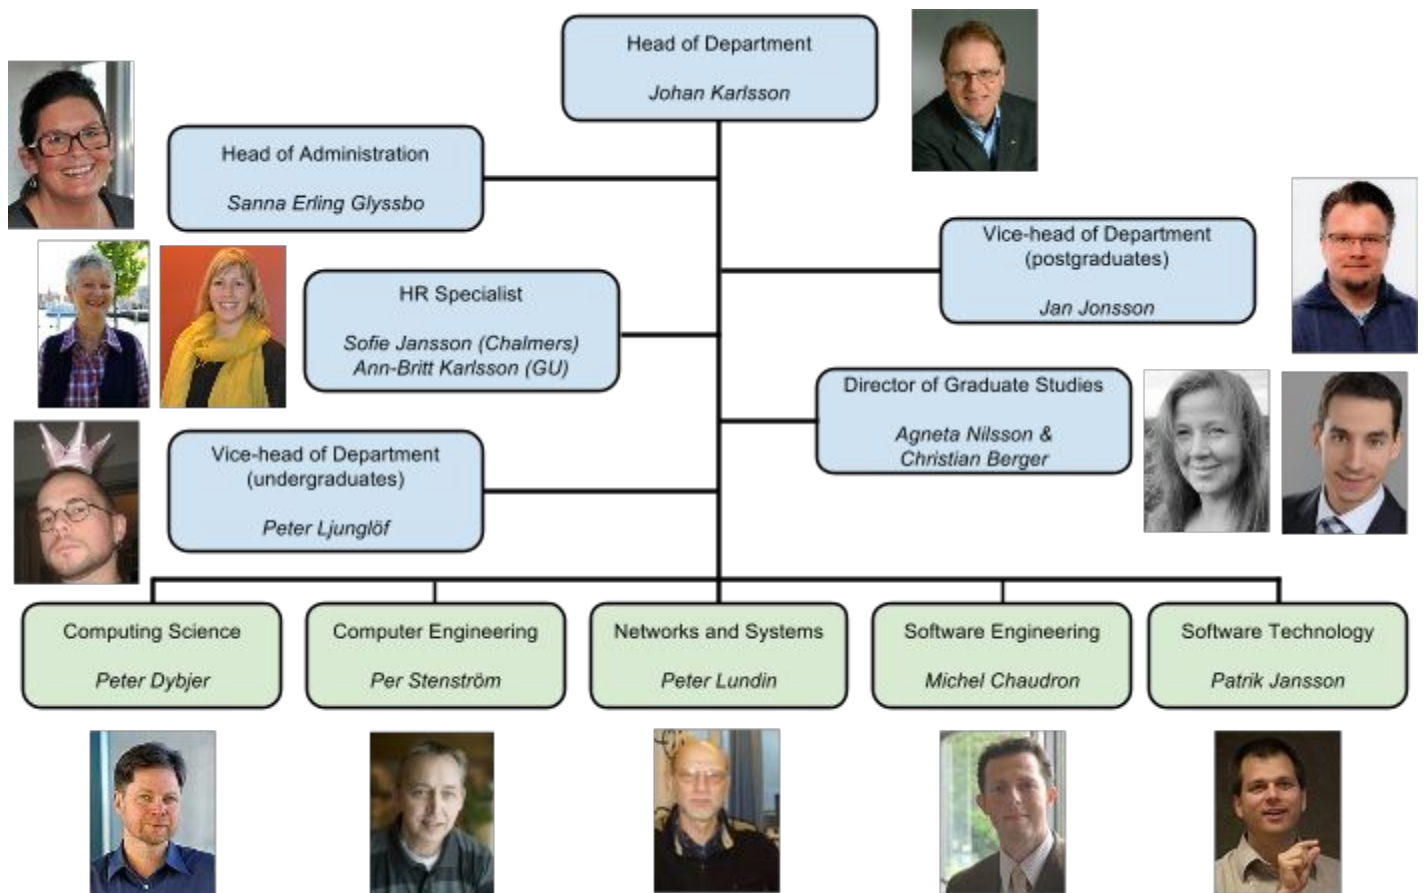 Head of Department
Johan Karlsson
Head of Administration
Sanna Erling Glyssbo
Vice-head of Department
(postgraduates)
Jan Jonsson
HR Specialist
Sofie Jansson (Chalmers)
Ann-Britt Karlsson (GU)
Director of Graduate Studies
Agneta Nilsson &
Christian Berger
Vice-head of Department
(undergraduates)
Peter Ljunglöf
Computing Science
Peter Dybjer
Computer Engineering
Per Stenström
Networks and Systems
Peter Lundin
Software Engineering
Michel Chaudron
Software Technology
Patrik Jansson